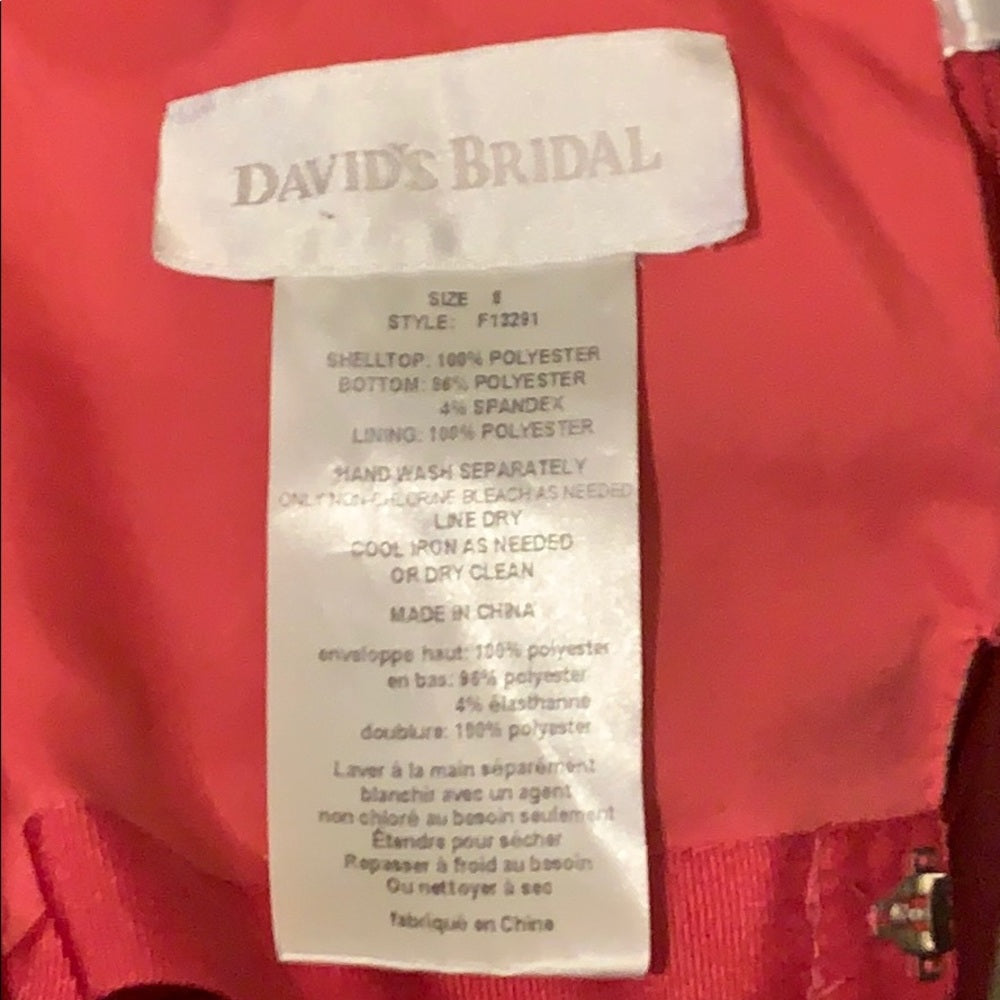 DAVID'S BRIDAL
SIZE
STYLE: F13291
SHELLTOP: 100% POLYESTER
BOTTOM: 96% POLYESTER
4% SPANDEX
LINING: 100% POLYESTER
HAND WASH SEPARATELY
ONLY NON-CHLORINE BLEACH AS NEEDED
LINE DRY
COOL IRON AS NEEDED
OR DRY CLEAN
MADE IN CHINA
enveloppe haut: 100% polyester
en bas: 96% polyester
4% élasthanne
doublure: 100% polyester
Laver à la main séparément
blanchir avec un agent
non chloré au besoin seulement
Étendre pour sécher
Repasser à froid au besoin
Ou nettoyer à sec
fabriqué en Chine